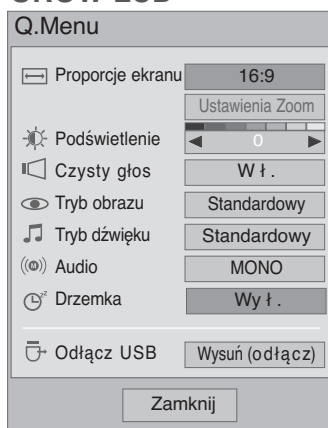 Q.Menu
Proporcje ekranu 16:9
Ustawienia Zoom
Podświetlenie 0
Czysty głos Wł.
Tryb obrazu Standardowy
Tryb dźwięku Standardowy
Audio MONO
Drzemka Wył.
Odłącz USB Wysuń (odłącz)
Zamknij